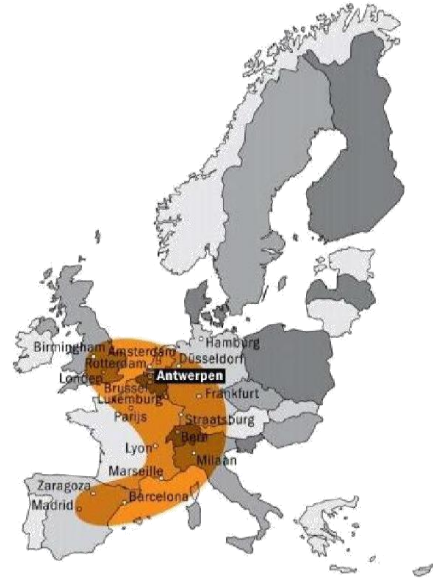 Hamburg
Birmingham
Amsterdam
Düsseldorf
Rotterdam
Antwerpen
Londen
Brussel
Luxemburg
Frankfurt
Parijs
Straatsburg
Bern
Lyon
Milaan
Marseille
Zaragoza
Barcelona
Madrid